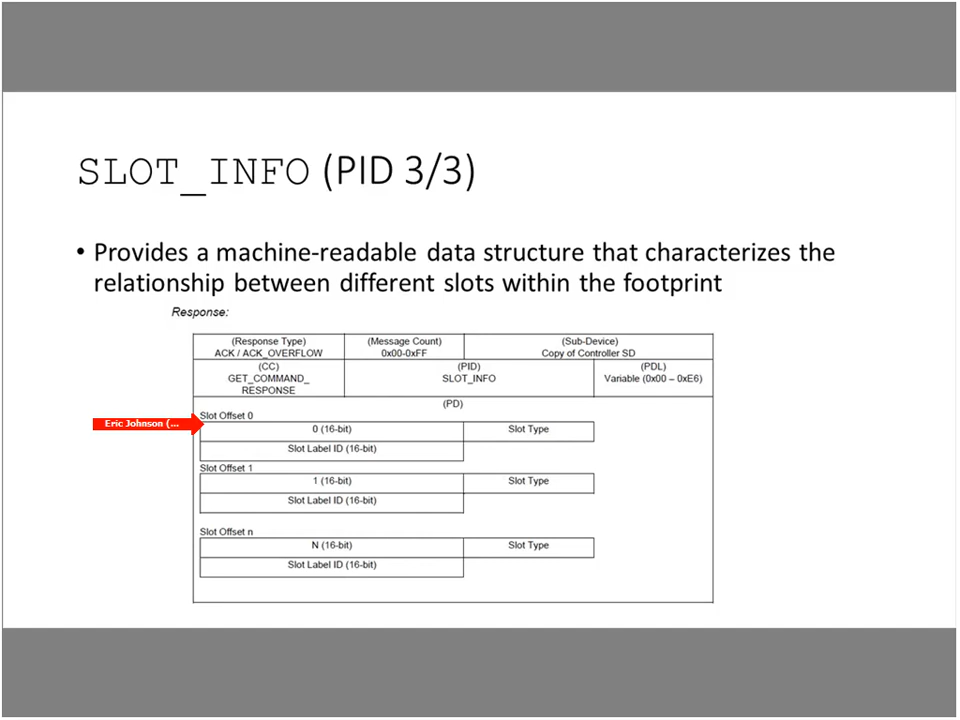 SLOT_INFO (PID 3/3)
• Provides a machine-readable data structure that characterizes the
relationship between different slots within the footprint
Response:
(Response Type) (Message Count) (Sub-Device)
ACK / ACK_OVERFLOW 0x00-0xFF Copy of Controller SD
(CC) (PID) (PDL)
GET_COMMAND_ SLOT_INFO Variable (0x00 – 0xE6)
RESPONSE
(PD)
Slot Offset 0
Eric Johnson (...
0 (16-bit) Slot Type
Slot Label ID (16-bit)
Slot Offset 1
1 (16-bit) Slot Type
Slot Label ID (16-bit)
Slot Offset n
N (16-bit) Slot Type
Slot Label ID (16-bit)